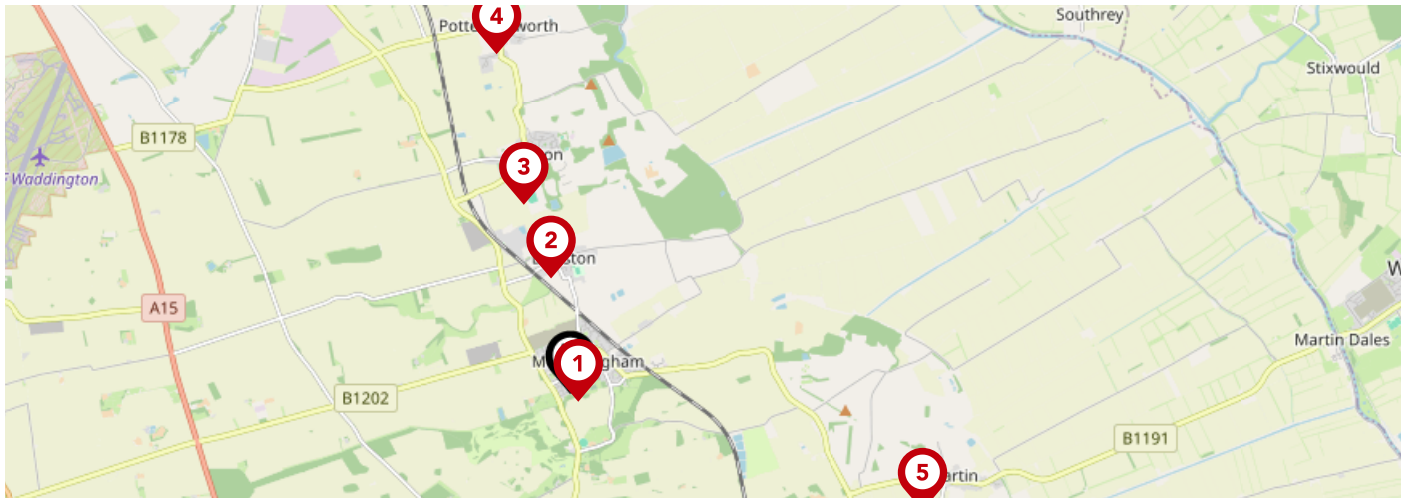 4
Southrey
Stixwould
B1178
Waddington
3
2
A15
1
Martin Dales
B1202
B1191
5